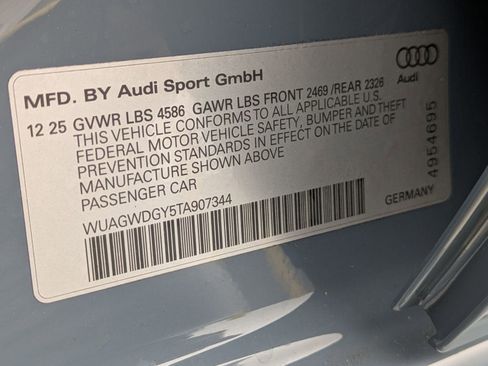 MFD. BY Audi Sport GmbH
Audi
12 25 GVWR LBS 4586 GAWR LBS FRONT 2469 /REAR 2326
THIS VEHICLE CONFORMS TO ALL APPLICABLE U.S.
FEDERAL MOTOR VEHICLE SAFETY, BUMPER AND THEFT
PREVENTION STANDARDS IN EFFECT ON THE DATE OF
MANUFACTURE SHOWN ABOVE
PASSENGER CAR
WUAGWDGY5TA907344
GERMANY
4954695